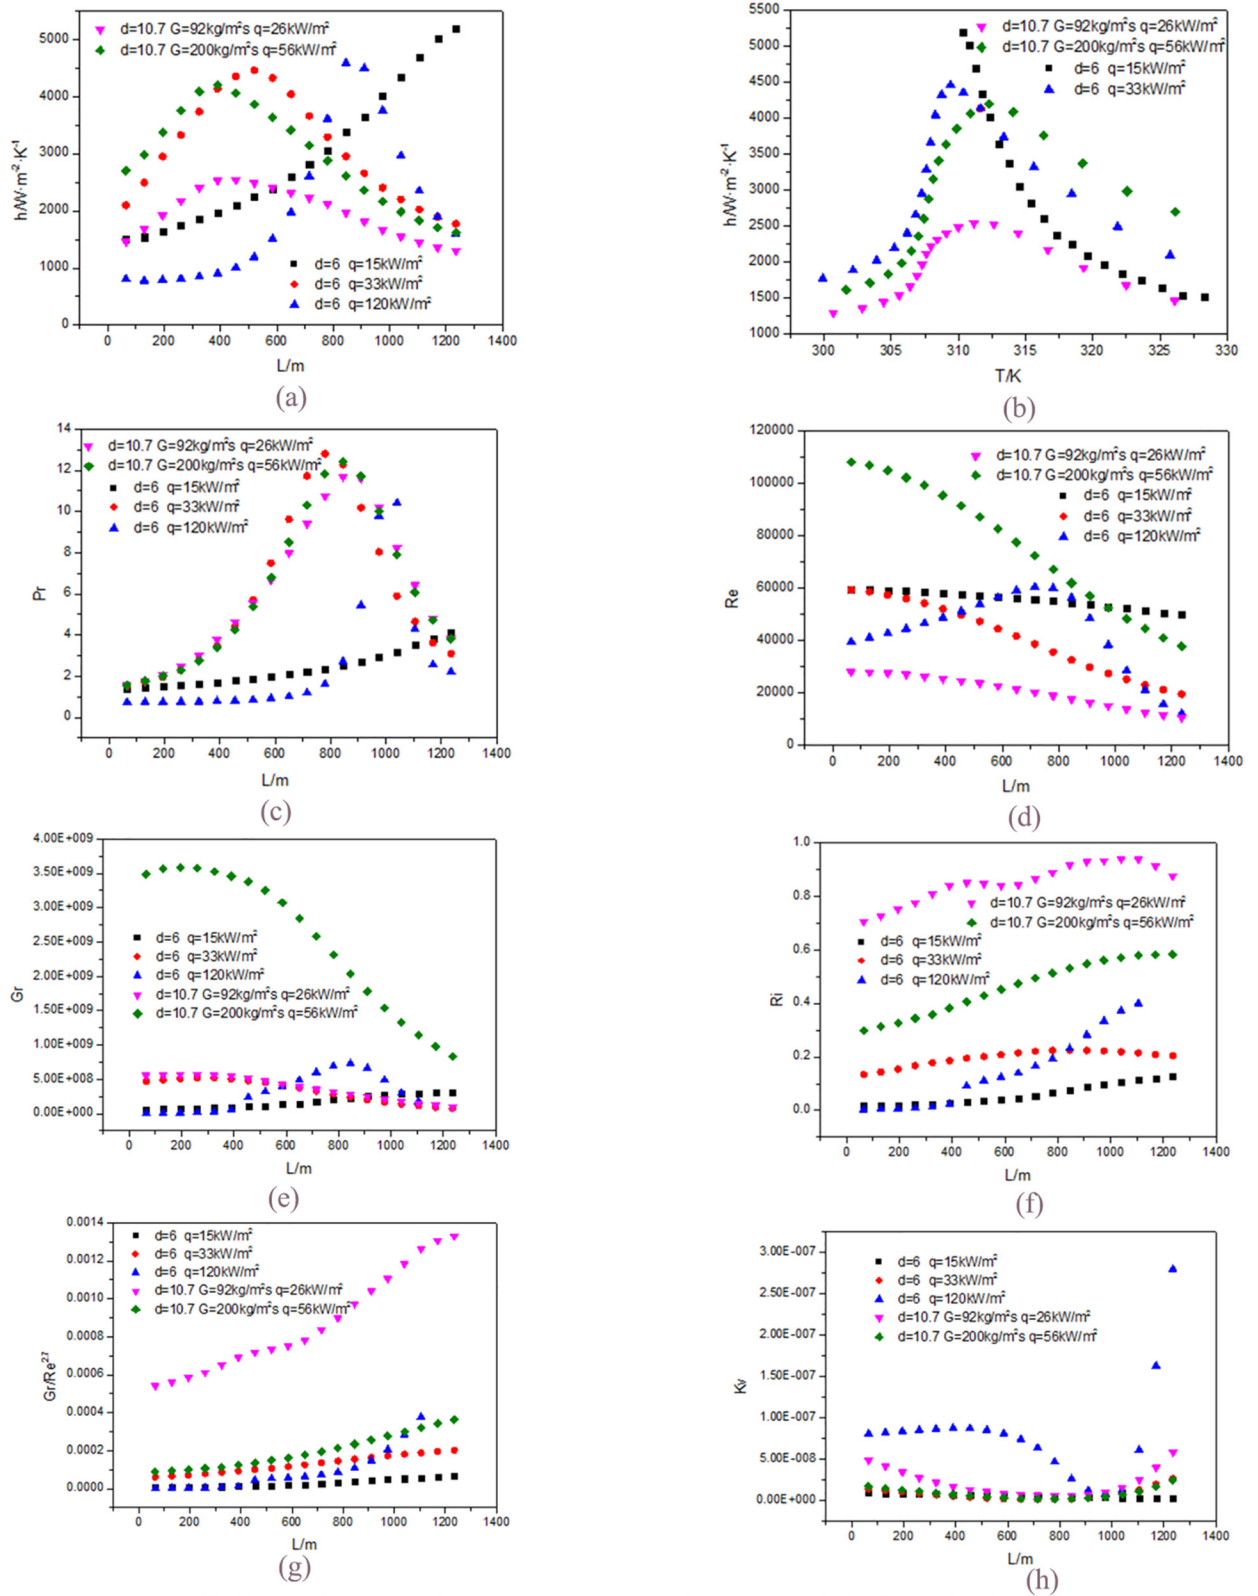 d=10.7 G=92kg/m²s q=26kW/m²
d=10.7 G=200kg/m²s q=56kW/m²
5000
4000
3000
2000
1000
0
h/W·m⁻²·K⁻¹
d=6 q=15kW/m²
d=6 q=33kW/m²
d=6 q=120kW/m²
0 200 400 600 800 1000 1200 1400
L/m
(a)
5500
5000
4500
4000
3500
3000
2500
2000
1500
1000
h/W·m⁻²·K⁻¹
d=10.7 G=92kg/m²s q=26kW/m²
d=10.7 G=200kg/m²s q=56kW/m²
d=6 q=15kW/m²
d=6 q=33kW/m²
300 305 310 315 320 325 330
T/K
(b)
14
12
10
8
6
4
2
0
Pr
d=10.7 G=92kg/m²s q=26kW/m²
d=10.7 G=200kg/m²s q=56kW/m²
d=6 q=15kW/m²
d=6 q=33kW/m²
d=6 q=120kW/m²
0 200 400 600 800 1000 1200 1400
L/m
(c)
120000
100000
80000
60000
40000
20000
0
Re
d=10.7 G=92kg/m²s q=26kW/m²
d=10.7 G=200kg/m²s q=56kW/m²
d=6 q=15kW/m²
d=6 q=33kW/m²
d=6 q=120kW/m²
0 200 400 600 800 1000 1200 1400
L/m
(d)
4.00E+009
3.50E+009
3.00E+009
2.50E+009
2.00E+009
1.50E+009
1.00E+009
5.00E+008
0.00E+000
Gr
d=6 q=15kW/m²
d=6 q=33kW/m²
d=6 q=120kW/m²
d=10.7 G=92kg/m²s q=26kW/m²
d=10.7 G=200kg/m²s q=56kW/m²
0 200 400 600 800 1000 1200 1400
L/m
(e)
1.0
0.8
0.6
0.4
0.2
0.0
Ri
d=10.7 G=92kg/m²s q=26kW/m²
d=10.7 G=200kg/m²s q=56kW/m²
d=6 q=15kW/m²
d=6 q=33kW/m²
d=6 q=120kW/m²
0 200 400 600 800 1000 1200 1400
L/m
(f)
0.0014
0.0012
0.0010
0.0008
0.0006
0.0004
0.0002
0.0000
Gr/Re²·⁷
d=6 q=15kW/m²
d=6 q=33kW/m²
d=6 q=120kW/m²
d=10.7 G=92kg/m²s q=26kW/m²
d=10.7 G=200kg/m²s q=56kW/m²
0 200 400 600 800 1000 1200 1400
L/m
(g)
3.00E-007
2.50E-007
2.00E-007
1.50E-007
1.00E-007
5.00E-008
0.00E+000
Kv
d=6 q=15kW/m²
d=6 q=33kW/m²
d=6 q=120kW/m²
d=10.7 G=92kg/m²s q=26kW/m²
d=10.7 G=200kg/m²s q=56kW/m²
0 200 400 600 800 1000 1200 1400
L/m
(h)